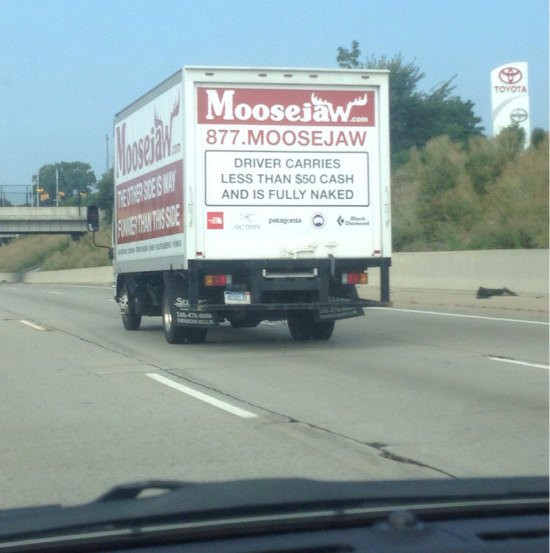 Moosejaw.com
877.MOOSEJAW
DRIVER CARRIES
LESS THAN $50 CASH
AND IS FULLY NAKED
patagonia
Black
Diamond
Moosejaw.com
THE OTHER SIDE IS WAY
FUNNIER THAN THIS SIDE
TOYOTA